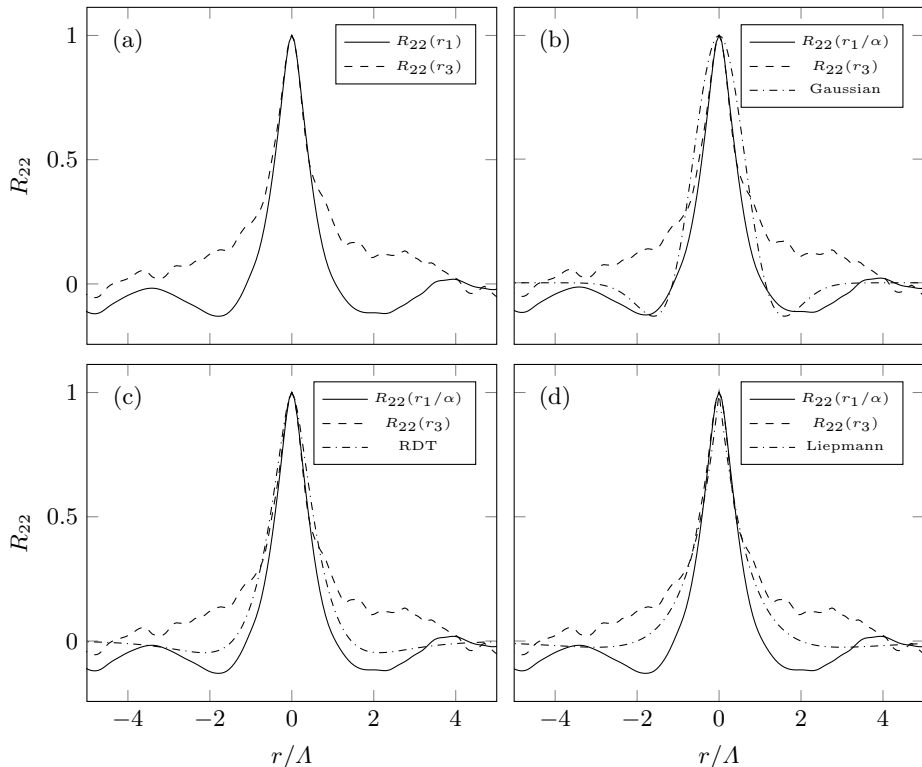 (a)
R₂₂(r₁)
R₂₂(r₃)
1
0.5
0
R₂₂
(b)
R₂₂(r₁/α)
R₂₂(r₃)
Gaussian
(c)
R₂₂(r₁/α)
R₂₂(r₃)
RDT
1
0.5
0
R₂₂
−4 −2 0 2 4
r/Λ
(d)
R₂₂(r₁/α)
R₂₂(r₃)
Liepmann
−4 −2 0 2 4
r/Λ